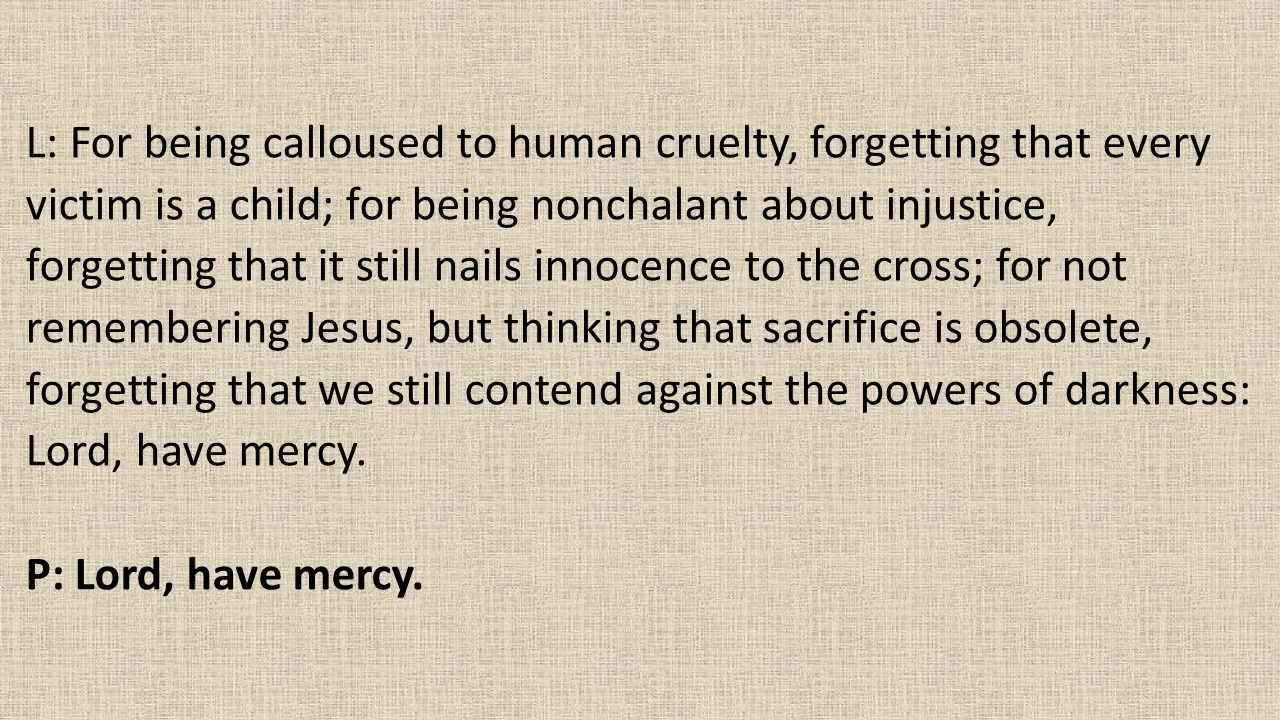 L: For being calloused to human cruelty, forgetting that every
victim is a child; for being nonchalant about injustice,
forgetting that it still nails innocence to the cross; for not
remembering Jesus, but thinking that sacrifice is obsolete,
forgetting that we still contend against the powers of darkness:
Lord, have mercy.
P: Lord, have mercy.